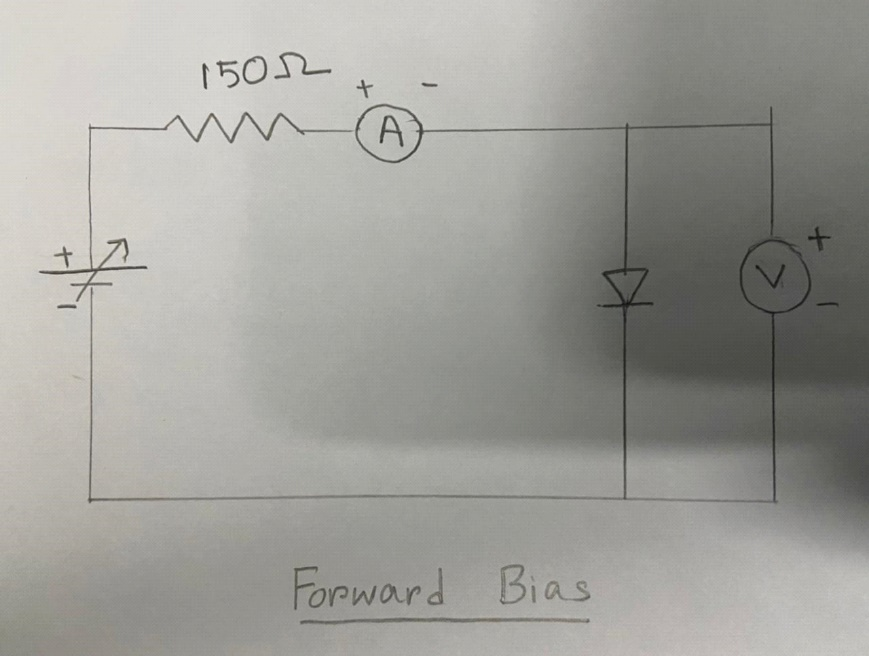 150Ω
+ -
A
+
-
+
V
-
Forward Bias